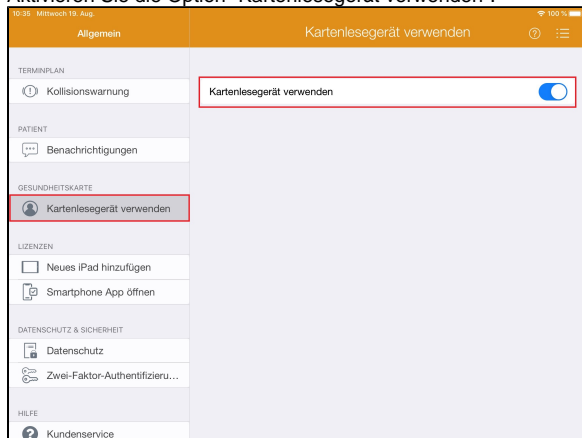 Aktivieren Sie die Option "Kartenlesegerät verwenden".
10:35 Mittwoch 19. Aug.
100 %
Allgemein
Kartenlesegerät verwenden
TERMINPLAN
Kollisionswarnung
Kartenlesegerät verwenden
PATIENT
Benachrichtigungen
GESUNDHEITSKARTE
Kartenlesegerät verwenden
LIZENZEN
Neues iPad hinzufügen
Smartphone App öffnen
DATENSCHUTZ & SICHERHEIT
Datenschutz
Zwei-Faktor-Authentifizieru...
HILFE
Kundenservice